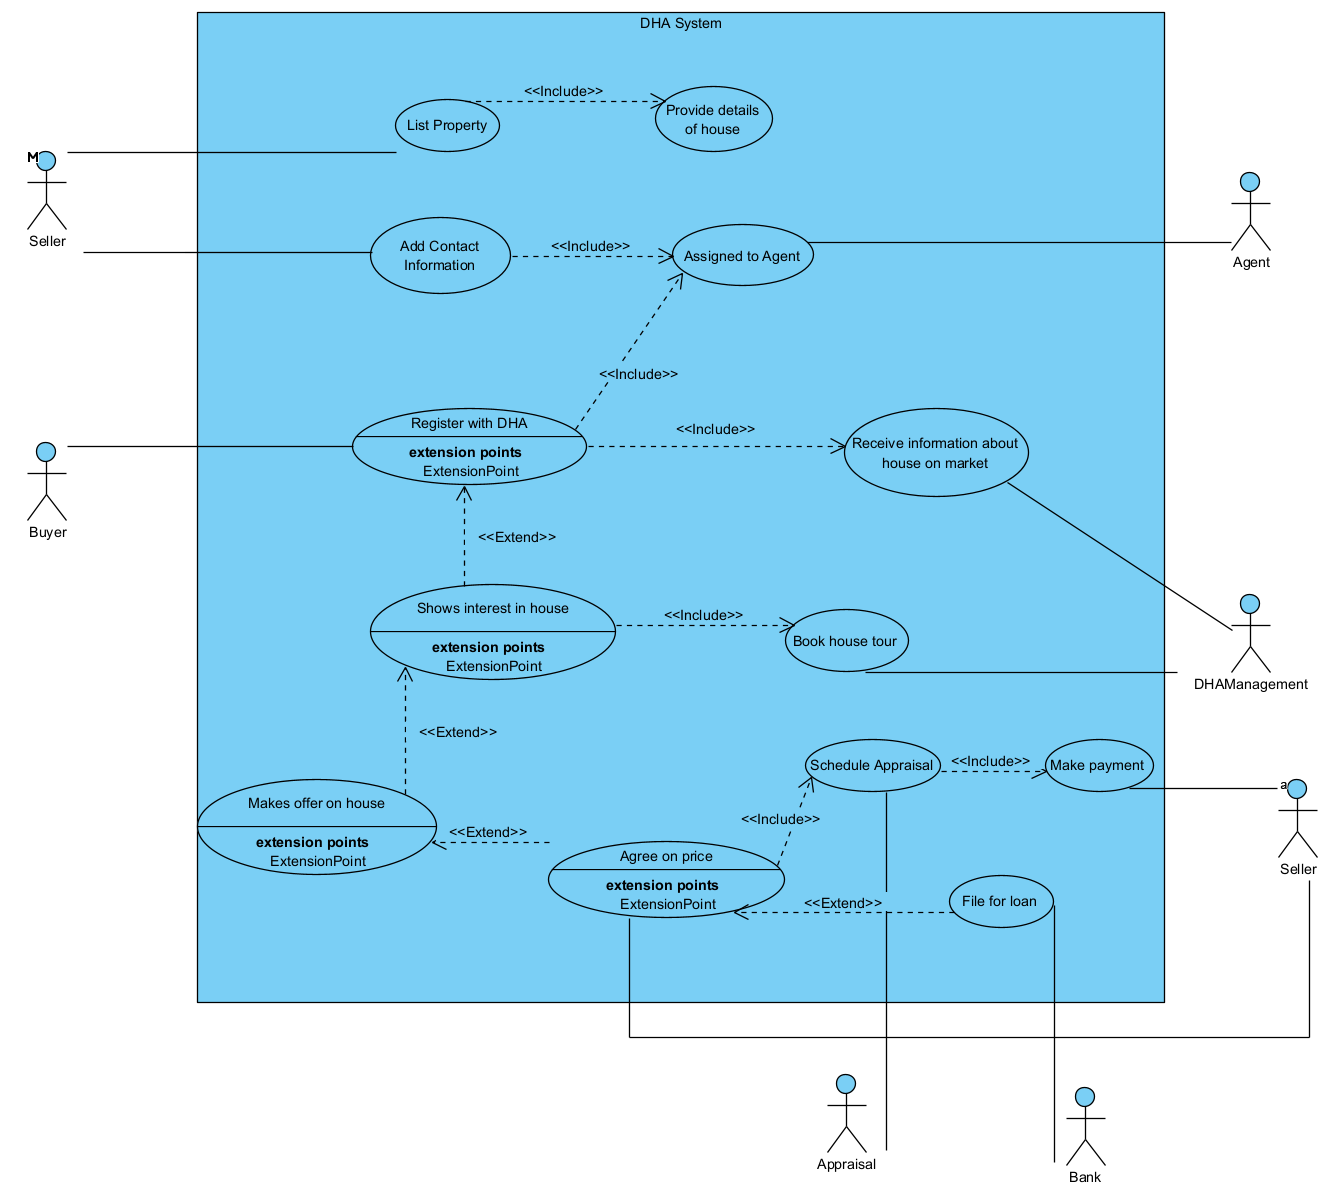 DHA System
<<Include>>
List Property
Provide details
of house
M
Seller
Agent
Add Contact
Information
<<Include>>
Assigned to Agent
<<Include>>
Register with DHA
extension points
ExtensionPoint
<<Include>>
Receive information about
house on market
Buyer
<<Extend>>
Shows interest in house
extension points
ExtensionPoint
<<Include>>
Book house tour
DHAManagement
<<Extend>>
Schedule Appraisal
<<Include>>
Make payment
a
Seller
Makes offer on house
extension points
ExtensionPoint
<<Extend>>
<<Include>>
Agree on price
extension points
ExtensionPoint
<<Extend>>
File for loan
Appraisal
Bank